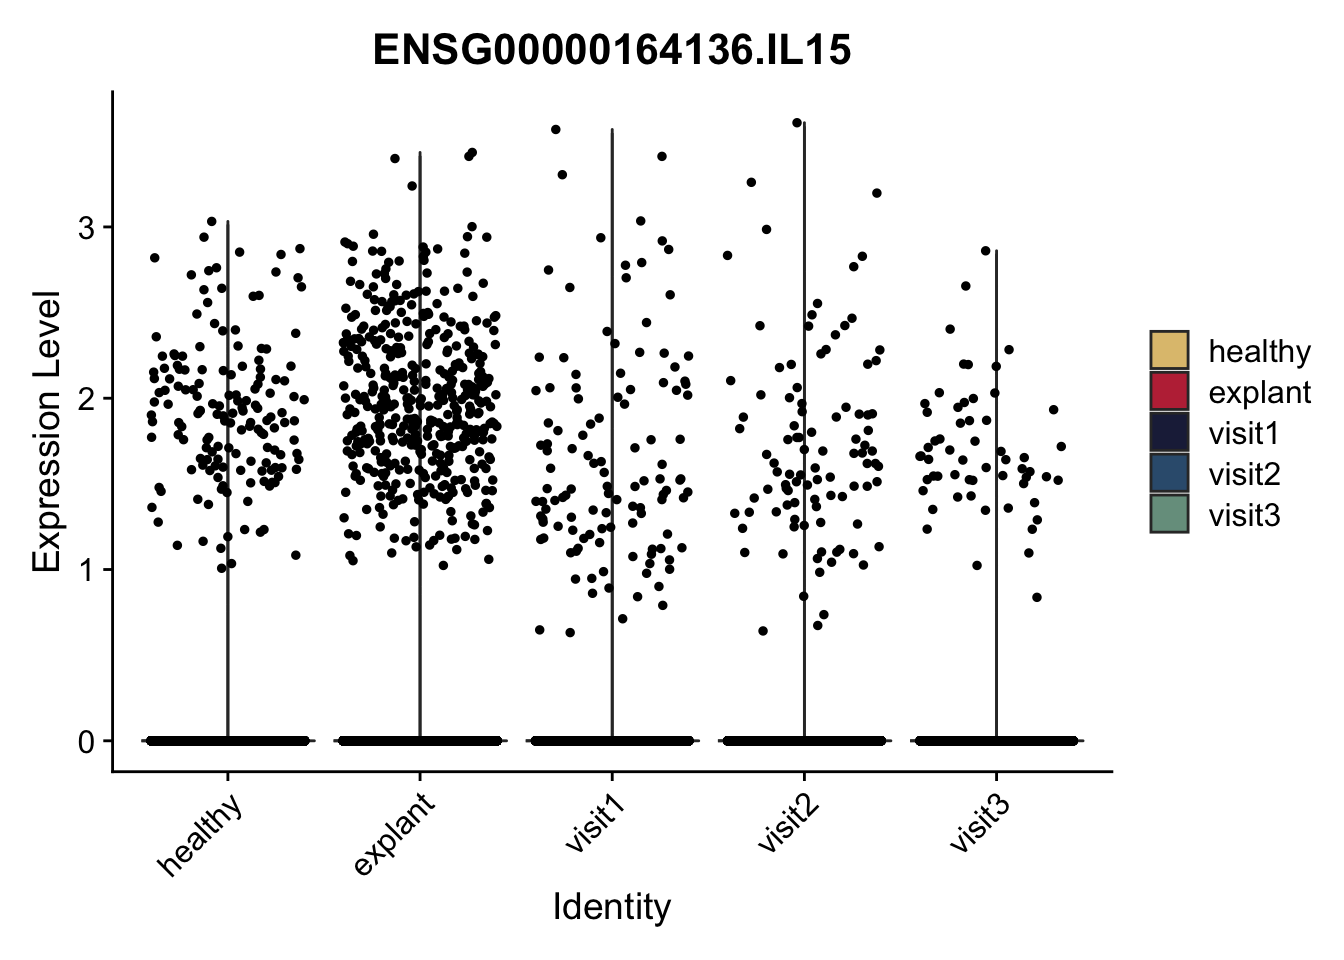 ENSG00000164136.IL15
Expression Level
3
2
1
0
healthy
explant
visit1
visit2
visit3
Identity
healthy
explant
visit1
visit2
visit3